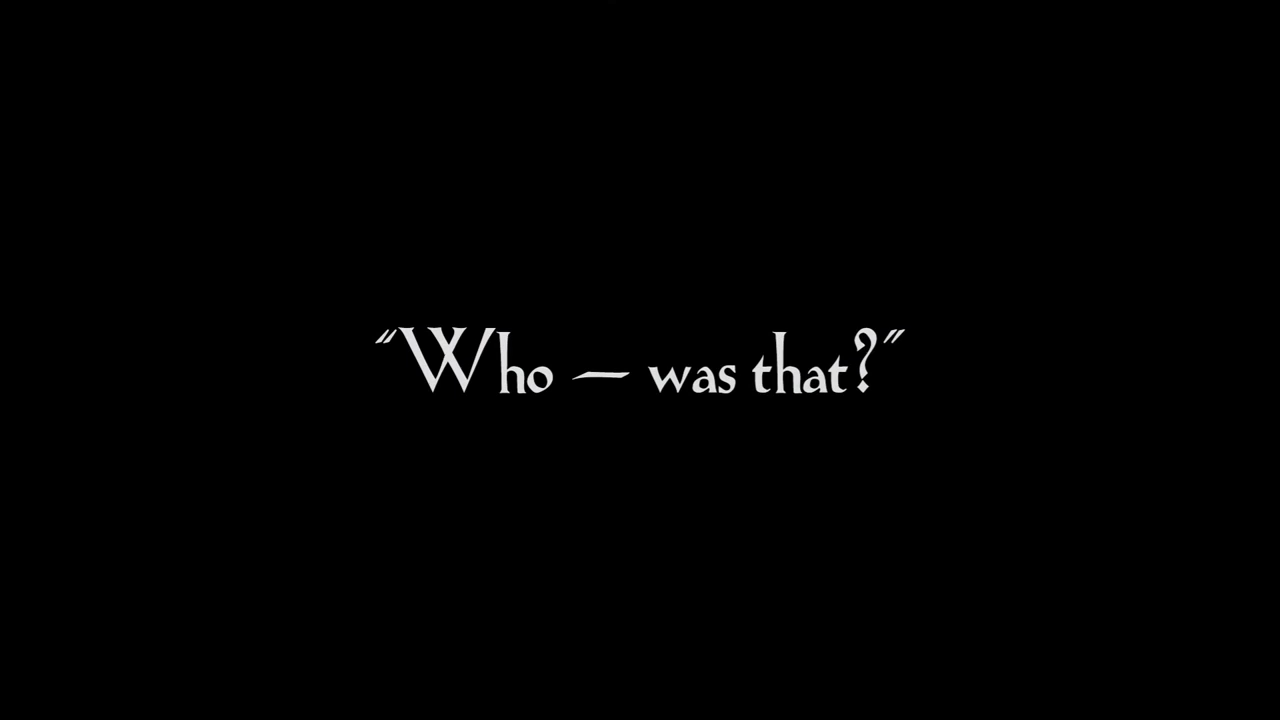 “Who — was that?”